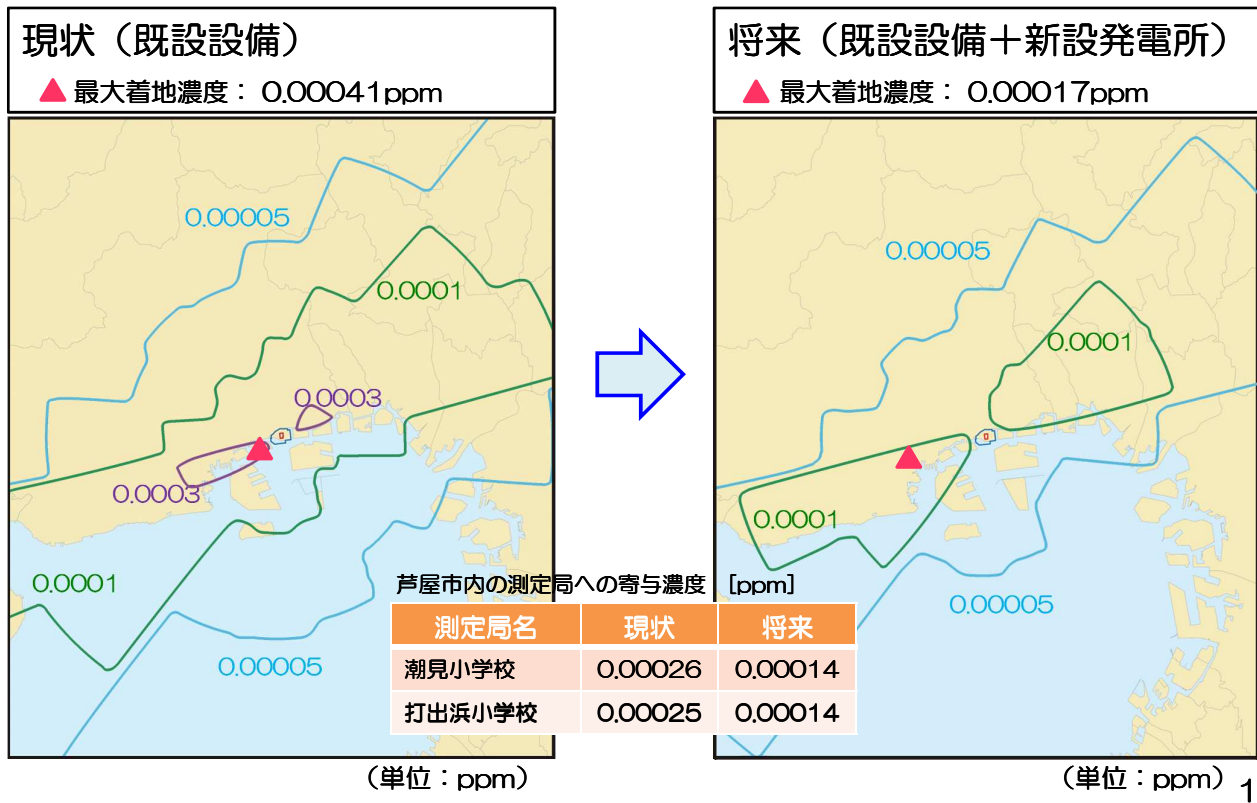 現状（既設設備）
▲ 最大着地濃度： 0.00041ppm
将来（既設設備＋新設発電所）
▲ 最大着地濃度： 0.00017ppm
0.00005
0.0001
0.0003
0.0003
0.0001
0.00005
0.00005
0.0001
0.0001
0.00005
芦屋市内の測定局への寄与濃度 [ppm]
測定局名 現状 将来
潮見小学校 0.00026 0.00014
打出浜小学校 0.00025 0.00014
（単位：ppm）
（単位：ppm）
1